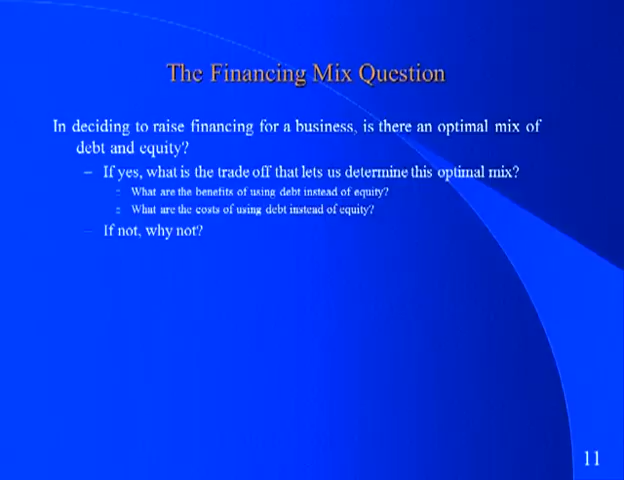 The Financing Mix Question
In deciding to raise financing for a business, is there an optimal mix of
debt and equity?
– If yes, what is the trade off that lets us determine this optimal mix?
What are the benefits of using debt instead of equity?
What are the costs of using debt instead of equity?
– If not, why not?
11